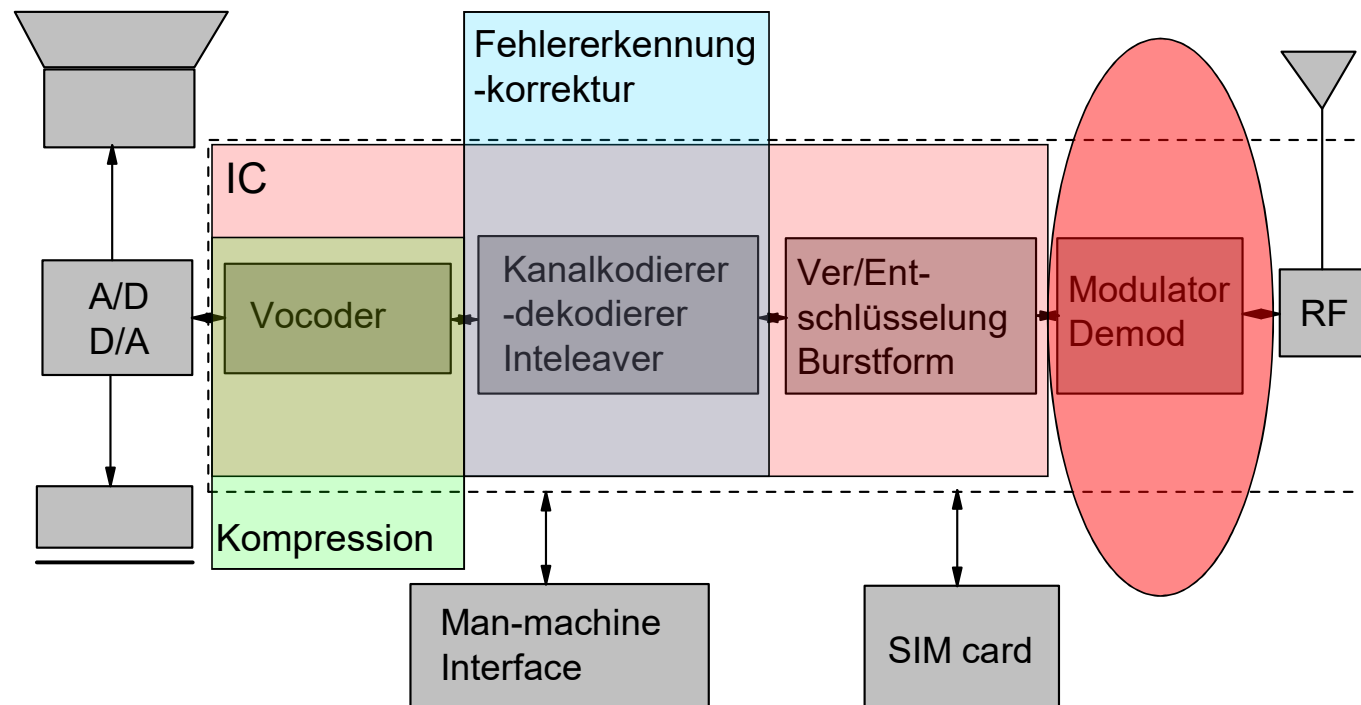 Fehlererkennung
-korrektur
IC
A/D
D/A
Vocoder
Kanalkodierer
-dekodierer
Inteleaver
Ver/Ent-
schlüsselung
Burstform
Modulator
Demod
RF
Kompression
Man-machine
Interface
SIM card